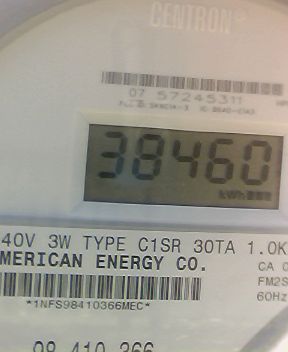 CENTRON
07 57245311
38460
kWh
40V 3W TYPE C1SR 30TA 1.0K
MERICAN ENERGY CO.
CA 0
FM2S
60Hz
*1NFS98410366MEC*
98 410 366